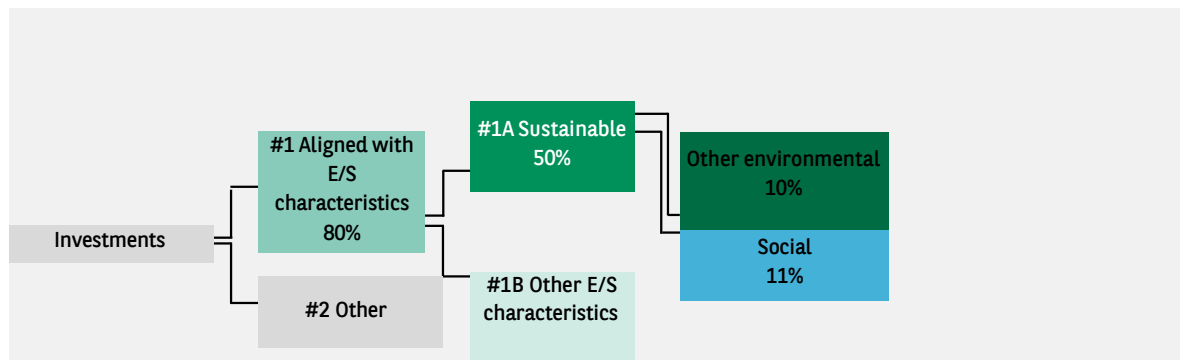 Investments
#1 Aligned with
E/S
characteristics
80%
#2 Other
#1A Sustainable
50%
#1B Other E/S
characteristics
Other environmental
10%
Social
11%